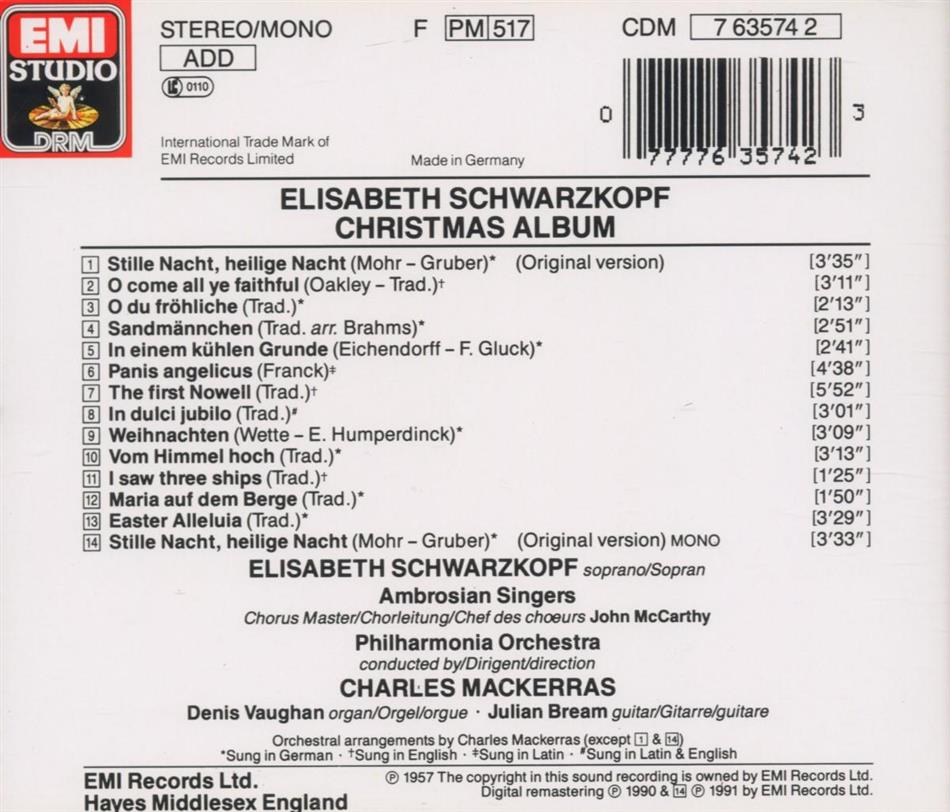 EMI
STUDIO
DRM
STEREO/MONO F PM 517 CDM 7 63574 2
ADD
LC 0110
0 77776 35742 3
International Trade Mark of
EMI Records Limited Made in Germany
ELISABETH SCHWARZKOPF
CHRISTMAS ALBUM
1 Stille Nacht, heilige Nacht (Mohr – Gruber)* (Original version) [3′35″]
2 O come all ye faithful (Oakley – Trad.)† [3′11″]
3 O du fröhliche (Trad.)* [2′13″]
4 Sandmännchen (Trad. arr. Brahms)* [2′51″]
5 In einem kühlen Grunde (Eichendorff – F. Gluck)* [2′41″]
6 Panis angelicus (Franck)‡ [4′38″]
7 The first Nowell (Trad.)† [5′52″]
8 In dulci jubilo (Trad.)# [3′01″]
9 Weihnachten (Wette – E. Humperdinck)* [3′09″]
10 Vom Himmel hoch (Trad.)* [3′13″]
11 I saw three ships (Trad.)† [1′25″]
12 Maria auf dem Berge (Trad.)* [1′50″]
13 Easter Alleluia (Trad.)* [3′29″]
14 Stille Nacht, heilige Nacht (Mohr – Gruber)* (Original version) MONO [3′33″]
ELISABETH SCHWARZKOPF soprano/Sopran
Ambrosian Singers
Chorus Master/Chorleitung/Chef des chœurs John McCarthy
Philharmonia Orchestra
conducted by/Dirigent/direction
CHARLES MACKERRAS
Denis Vaughan organ/Orgel/orgue · Julian Bream guitar/Gitarre/guitare
Orchestral arrangements by Charles Mackerras (except 1 & 14)
*Sung in German · †Sung in English · ‡Sung in Latin · #Sung in Latin & English
EMI Records Ltd. ℗ 1957 The copyright in this sound recording is owned by EMI Records Ltd.
Hayes Middlesex England Digital remastering ℗ 1990 & 14 ℗ 1991 by EMI Records Ltd.